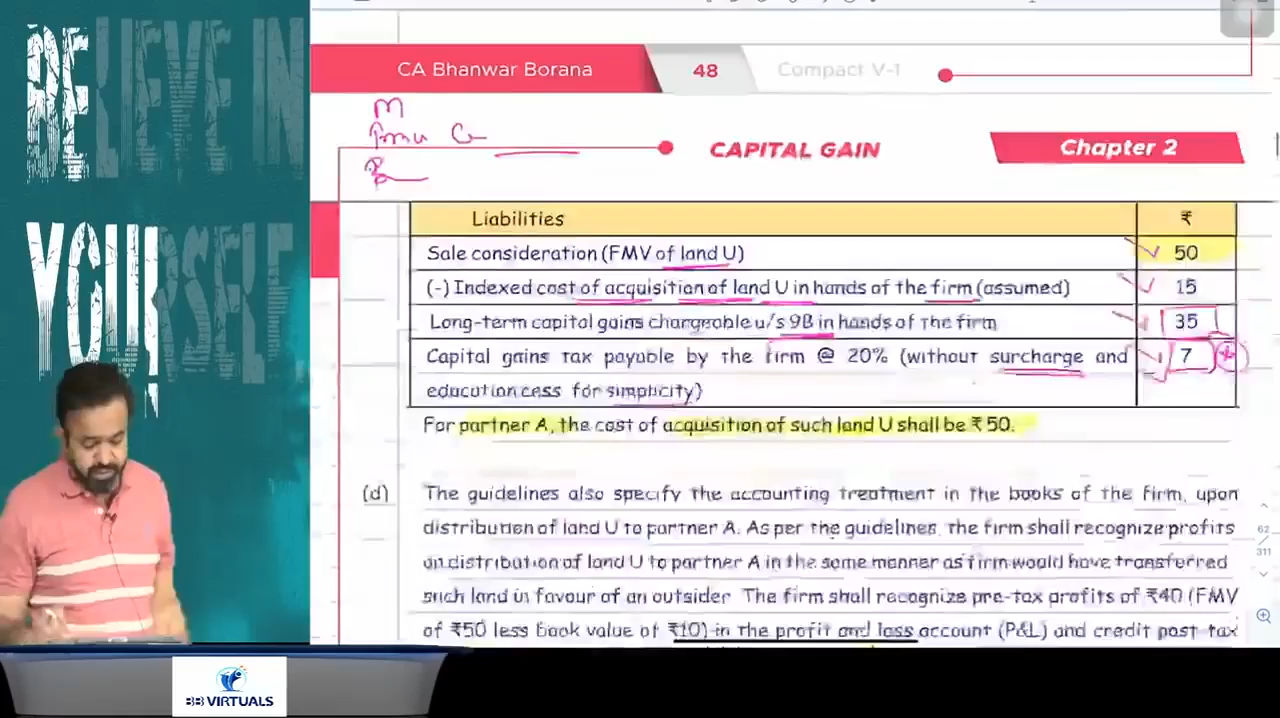 BELIEVE IN
YOURSELF
CA Bhanwar Borana
48
Compact V-1
CAPITAL GAIN
Chapter 2
Liabilities ₹
Sale consideration (FMV of land U) 50
(-) Indexed cost of acquisition of land U in hands of the firm (assumed) 15
Long-term capital gains chargeable u/s 9B in hands of The firm 35
Capital gains tax payable by the firm @ 20% (without surcharge and 7
education cess for simplicity)
For partner A, the cost of acquisition of such land U shall be ₹ 50.
(d) The guidelines also specify the accounting treatment in the books of the firm, upon
distribution of land U to partner A. As per the guidelines, The firm shall recognize profits
on distribution of land U to partner A in the same manner as firm would have transferred
such land in favour of an outsider. The firm shall recognize pre-tax profits of ₹40 (FMV
of ₹50 less book value of ₹10) in the profit and loss account (P&L) and credit post tax
62
311
BB VIRTUALS